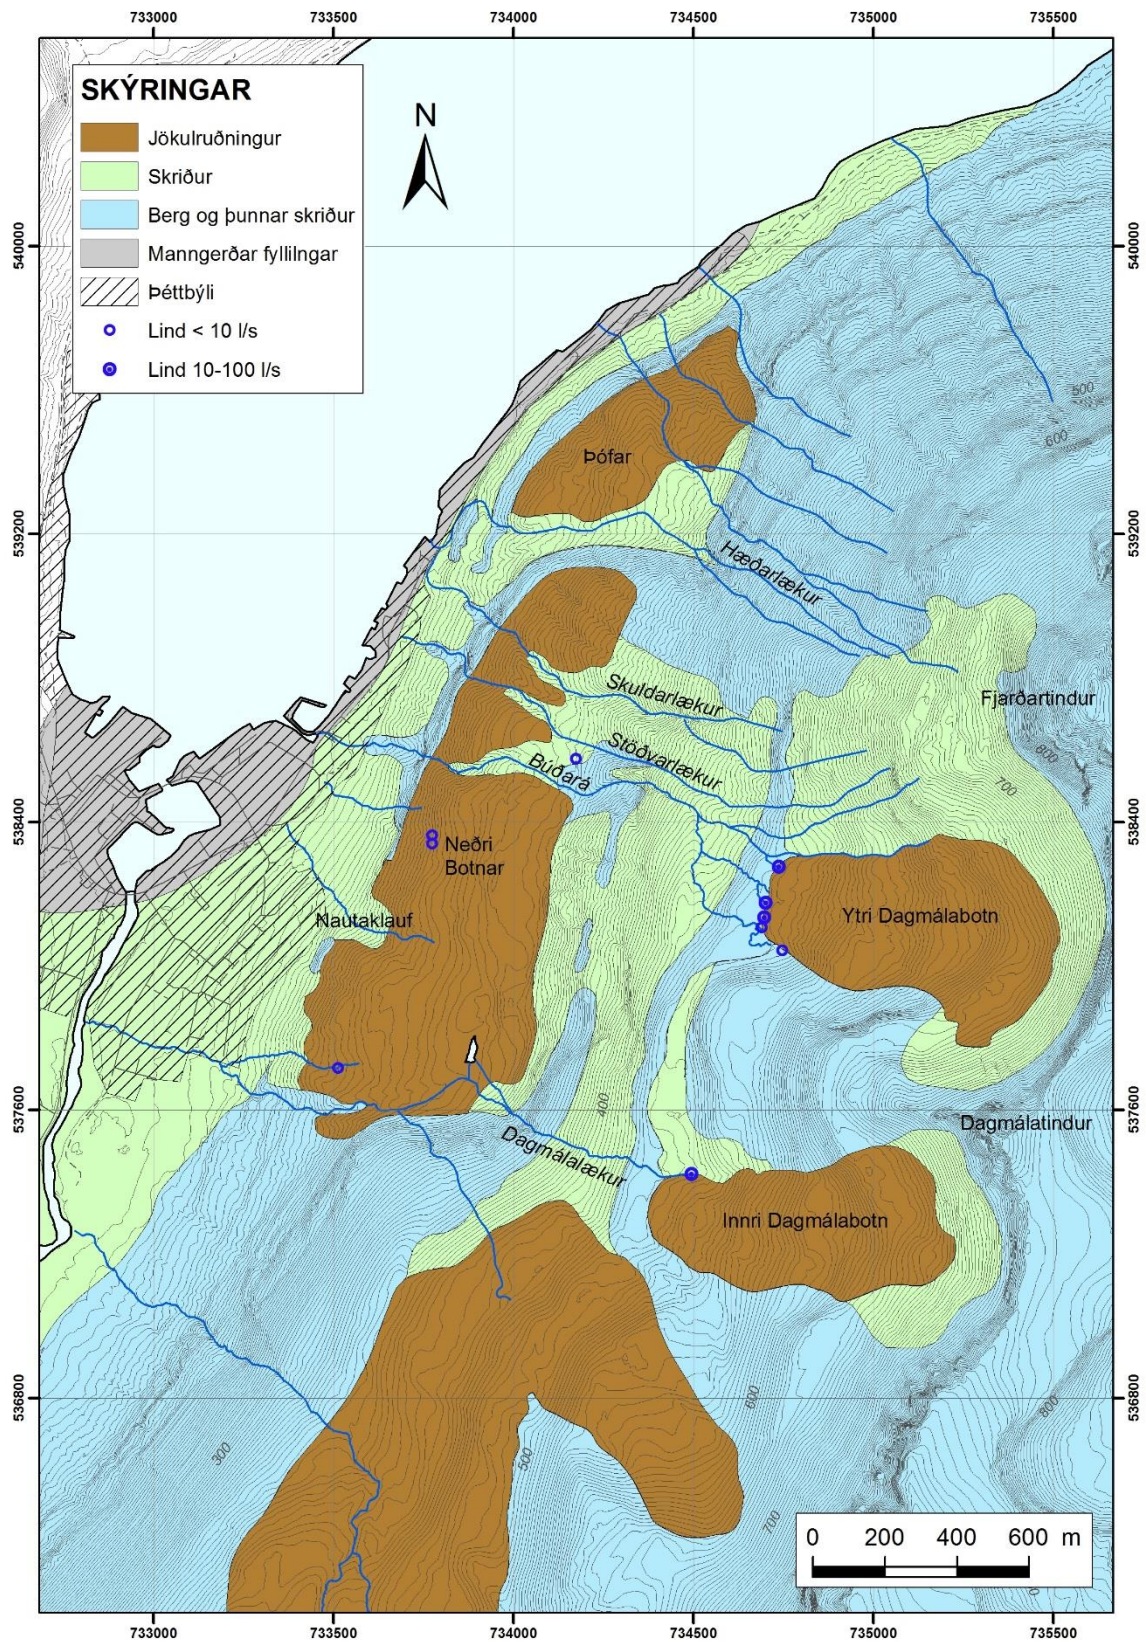 733000 733500 734000 734500 735000 735500
SKÝRINGAR
Jökulruðningur
Skriður
Berg og þunnar skriður
Manngerðar fyllilngar
Þéttbýli
Lind < 10 l/s
Lind 10-100 l/s
N
540000 540000
500
600
Þófar
539200 539200
Hæðarlækur
Skuldarlækur
Fjarðartindur
Stöðvarlækur
800
Búðará
700
538400 538400
Neðri
Botnar
Nautaklauf
Ytri Dagmálabotn
400
537600 537600
Dagmálatindur
Dagmálalækur
Innri Dagmálabotn
536800 536800
600
800
300
500
700
0 200 400 600 m
733000 733500 734000 734500 735000 735500